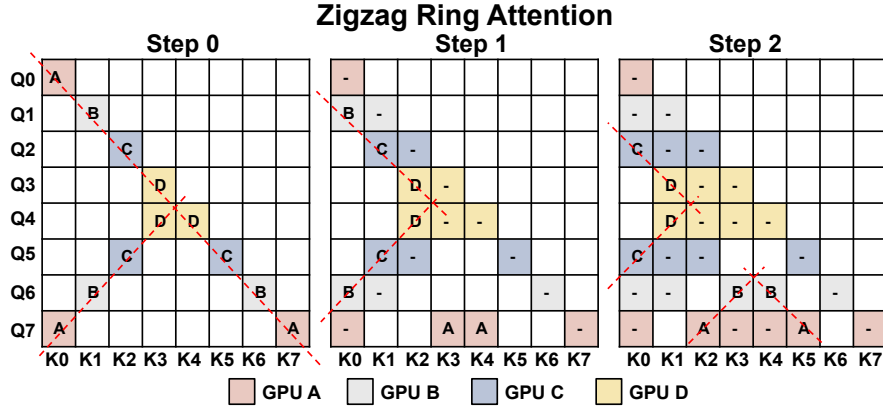 Zigzag Ring Attention
Step 0 Step 1 Step 2
Q0 A - -
Q1 B B - - -
Q2 C C - C - -
Q3 D D - D - -
Q4 D D D - - D - - -
Q5 C C C - - C - - -
Q6 B B B - - - - B B -
Q7 A A - A A - - A - - A -
K0 K1 K2 K3 K4 K5 K6 K7 K0 K1 K2 K3 K4 K5 K6 K7 K0 K1 K2 K3 K4 K5 K6 K7
GPU A GPU B GPU C GPU D